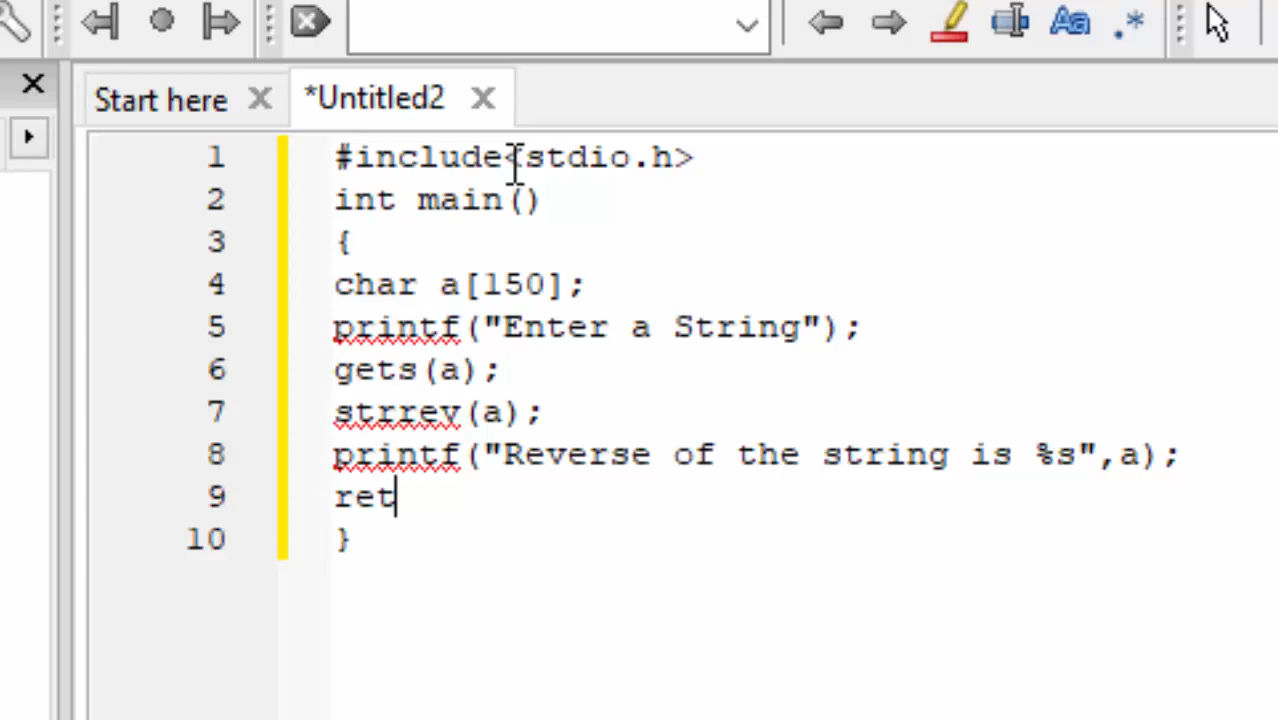 Aa .*
Start here *Untitled2
1 #include<stdio.h>
2 int main()
3 {
4 char a[150];
5 printf("Enter a String");
6 gets(a);
7 strrev(a);
8 printf("Reverse of the string is %s",a);
9 ret
10 }